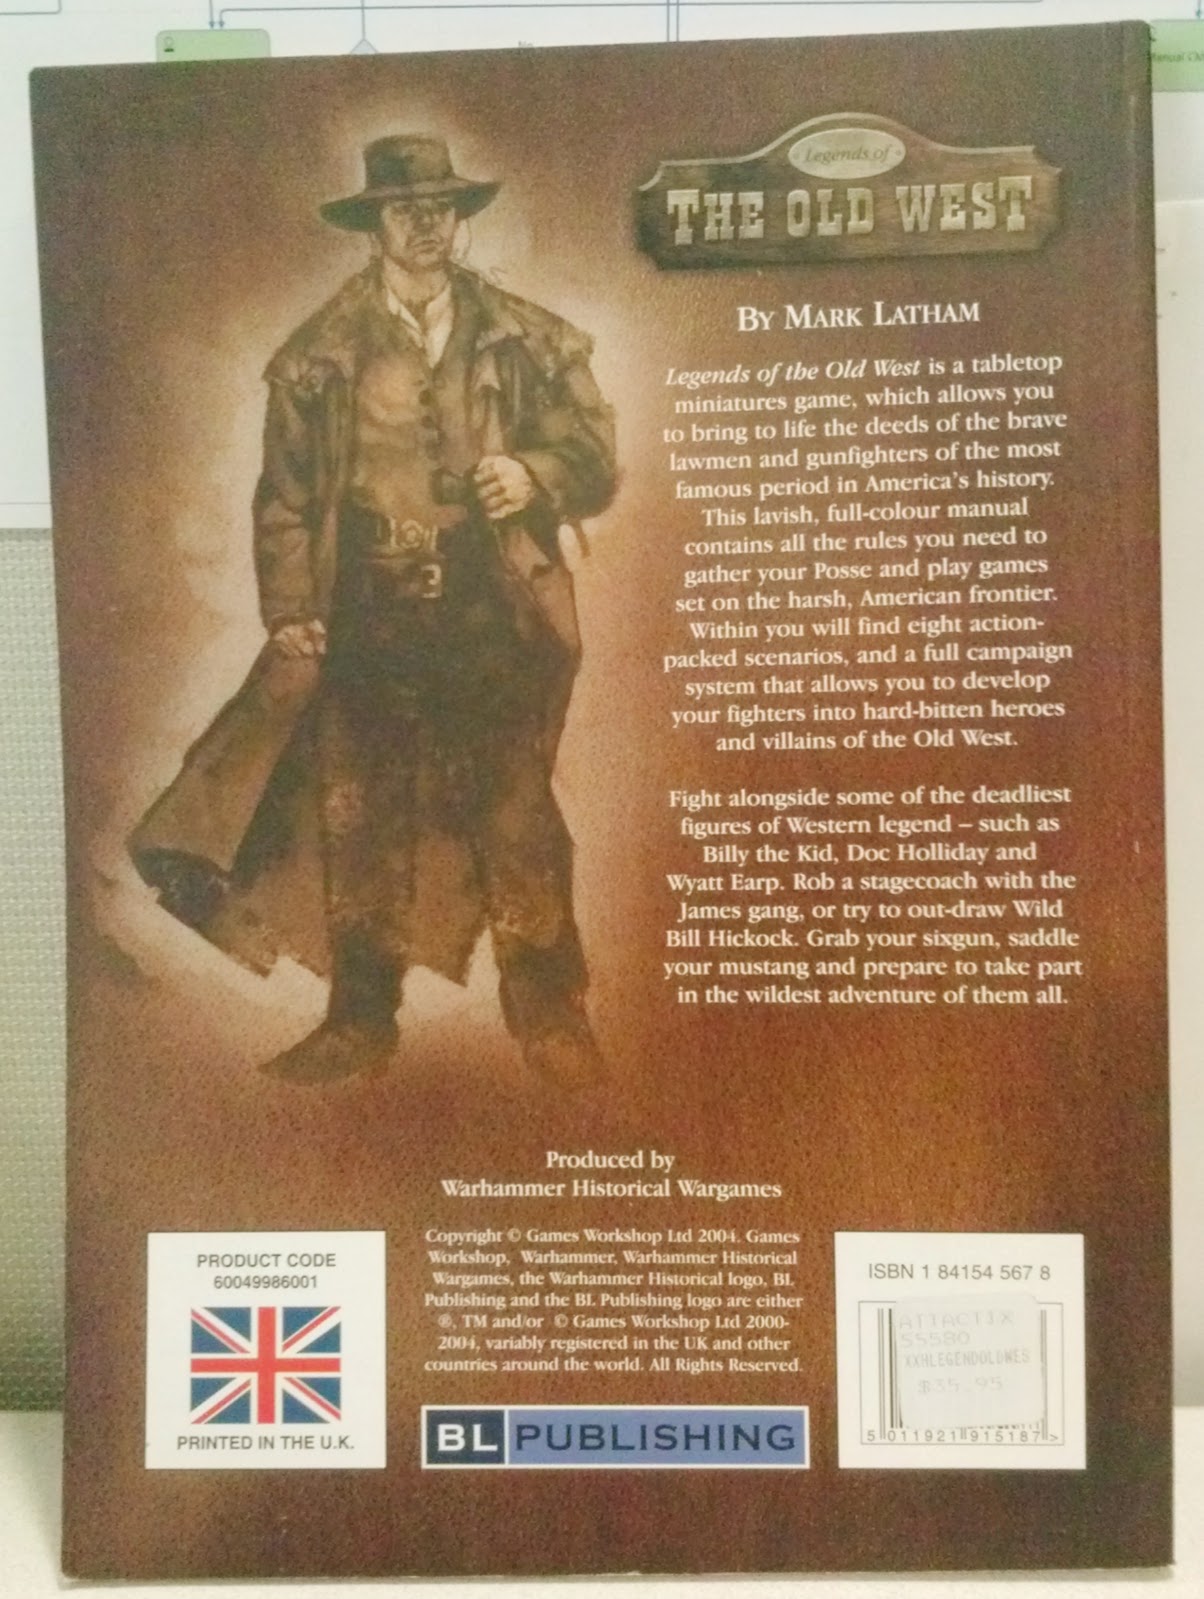 Legends of
THE OLD WEST
BY MARK LATHAM
Legends of the Old West is a tabletop
miniatures game, which allows you
to bring to life the deeds of the brave
lawmen and gunfighters of the most
famous period in America's history.
This lavish, full-colour manual
contains all the rules you need to
gather your Posse and play games
set on the harsh, American frontier.
Within you will find eight action-
packed scenarios, and a full campaign
system that allows you to develop
your fighters into hard-bitten heroes
and villains of the Old West.
Fight alongside some of the deadliest
figures of Western legend – such as
Billy the Kid, Doc Holliday and
Wyatt Earp. Rob a stagecoach with the
James gang, or try to out-draw Wild
Bill Hickock. Grab your sixgun, saddle
your mustang and prepare to take part
in the wildest adventure of them all.
Produced by
Warhammer Historical Wargames
PRODUCT CODE
60049986001
PRINTED IN THE U.K.
Copyright © Games Workshop Ltd 2004. Games
Workshop, Warhammer, Warhammer Historical
Wargames, the Warhammer Historical logo, BL
Publishing and the BL Publishing logo are either
®, TM and/or © Games Workshop Ltd 2000-
2004, variably registered in the UK and other
countries around the world. All Rights Reserved.
BL PUBLISHING
ISBN 1 84154 567 8
ATTACTIX
55580
XXHLEGENDOLDWES
$35.95
5 011921 915187 >